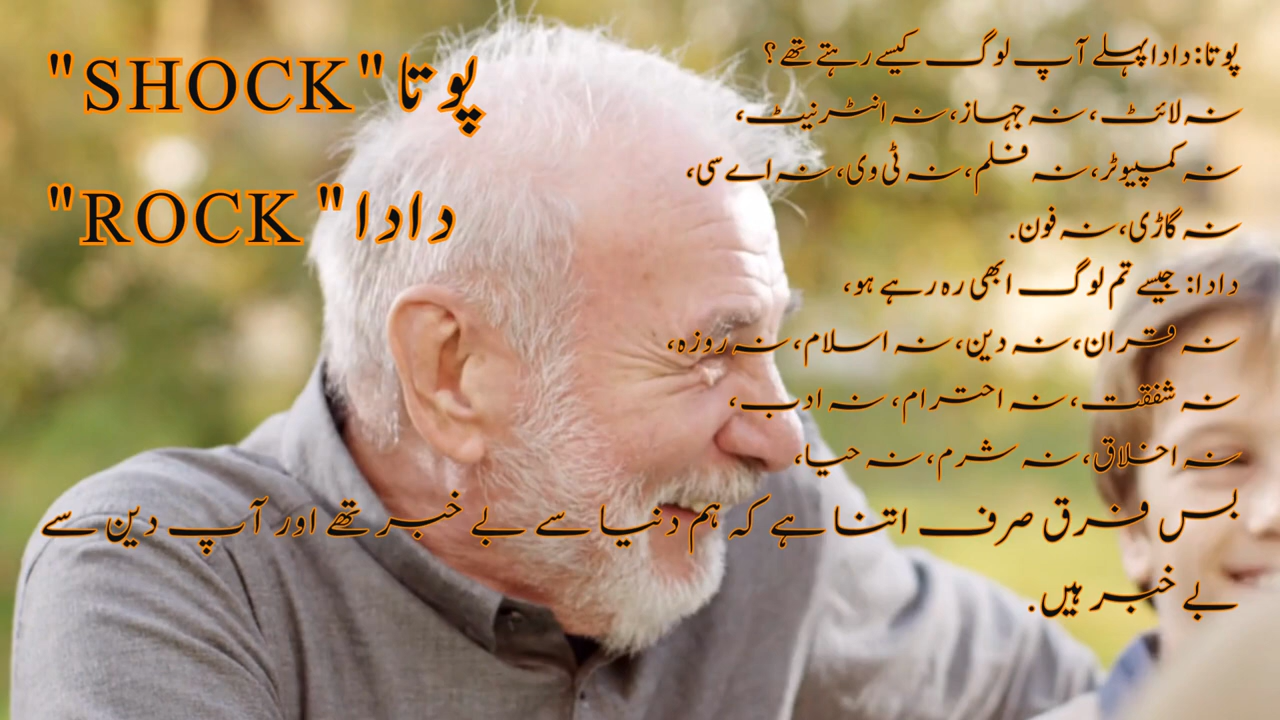 پوتا "SHOCK"
دادا "ROCK"
پوتا: دادا پہلے آپ لوگ کیسے رہتے تھے؟
نہ لائٹ، نہ جہاز، نہ انٹرنیٹ،
نہ کمپیوٹر، نہ فلم، نہ ٹی وی، نہ اے سی،
نہ گاڑی، نہ فون.
دادا: جیسے تم لوگ ابھی رہ رہے ہو،
نہ قران، نہ دین، نہ اسلام، نہ روزہ،
نہ شفقت، نہ احترام، نہ ادب،
نہ اخلاق، نہ شرم، نہ حیا،
بس فرق صرف اتنا ہے کہ ہم دنیا سے بے خبر تھے اور آپ دین سے
بے خبر ہیں.